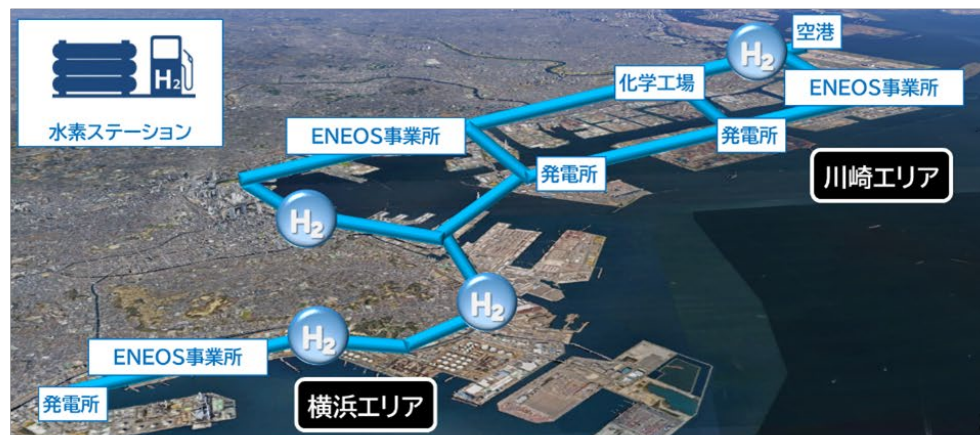 H₂
水素ステーション
空港
H₂
化学工場
ENEOS事業所
ENEOS事業所
発電所
発電所
川崎エリア
H₂
H₂
H₂
ENEOS事業所
発電所
横浜エリア